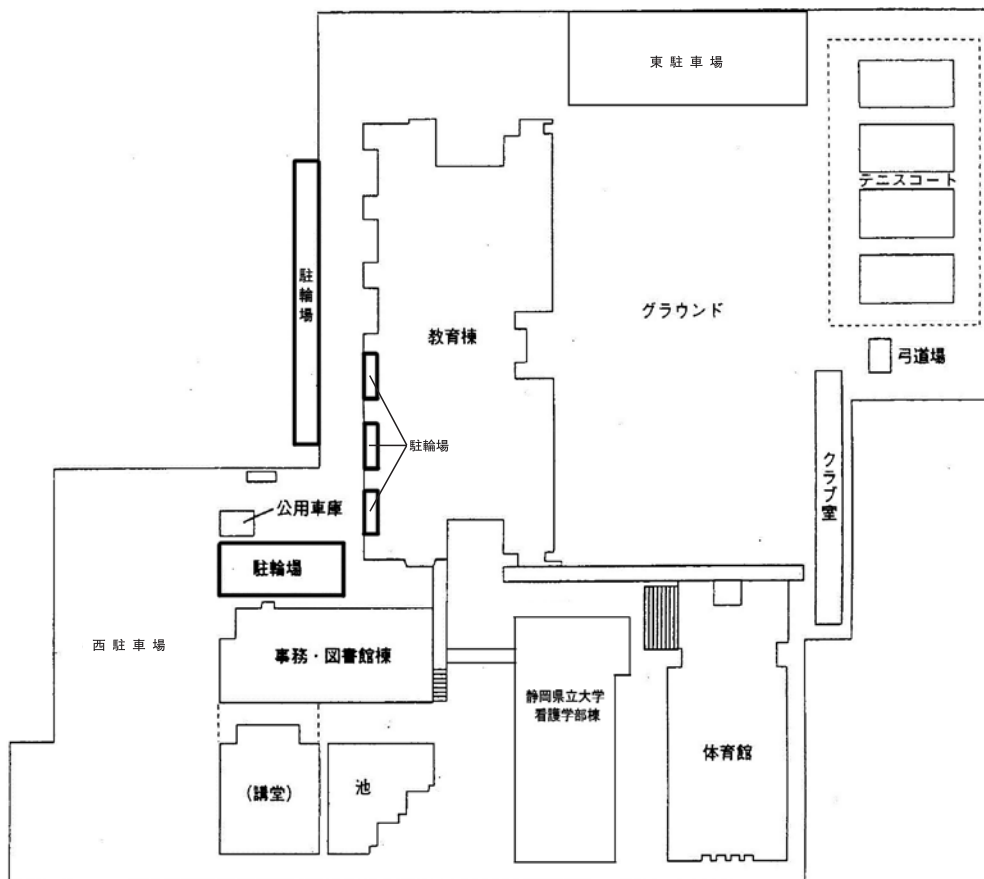 東駐車場
テニスコート
駐輪場
グラウンド
教育棟
弓道場
駐輪場
クラブ室
公用車庫
駐輪場
西駐車場
事務・図書館棟
静岡県立大学
看護学部棟
体育館
(講堂)
池